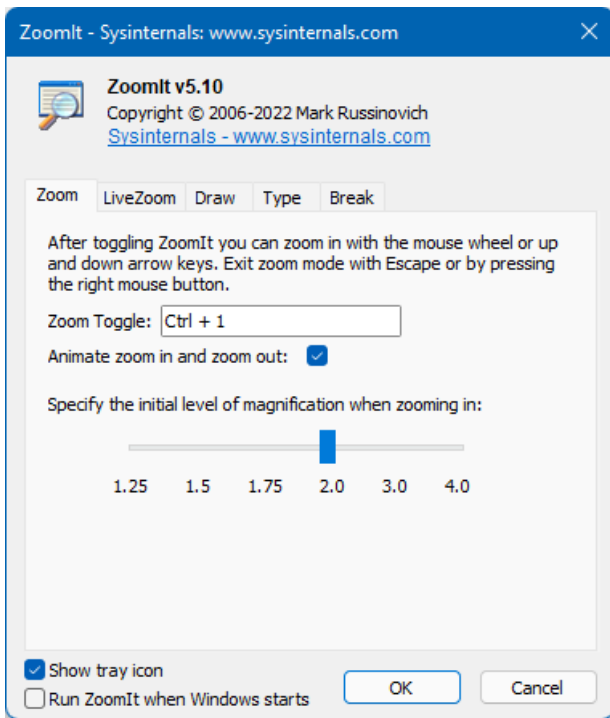 ZoomIt - Sysinternals: www.sysinternals.com
ZoomIt v5.10
Copyright © 2006-2022 Mark Russinovich
Sysinternals - www.sysinternals.com
Zoom LiveZoom Draw Type Break
After toggling ZoomIt you can zoom in with the mouse wheel or up
and down arrow keys. Exit zoom mode with Escape or by pressing
the right mouse button.
Zoom Toggle: Ctrl + 1
Animate zoom in and zoom out:
Specify the initial level of magnification when zooming in:
1.25 1.5 1.75 2.0 3.0 4.0
Show tray icon
Run ZoomIt when Windows starts
OK Cancel